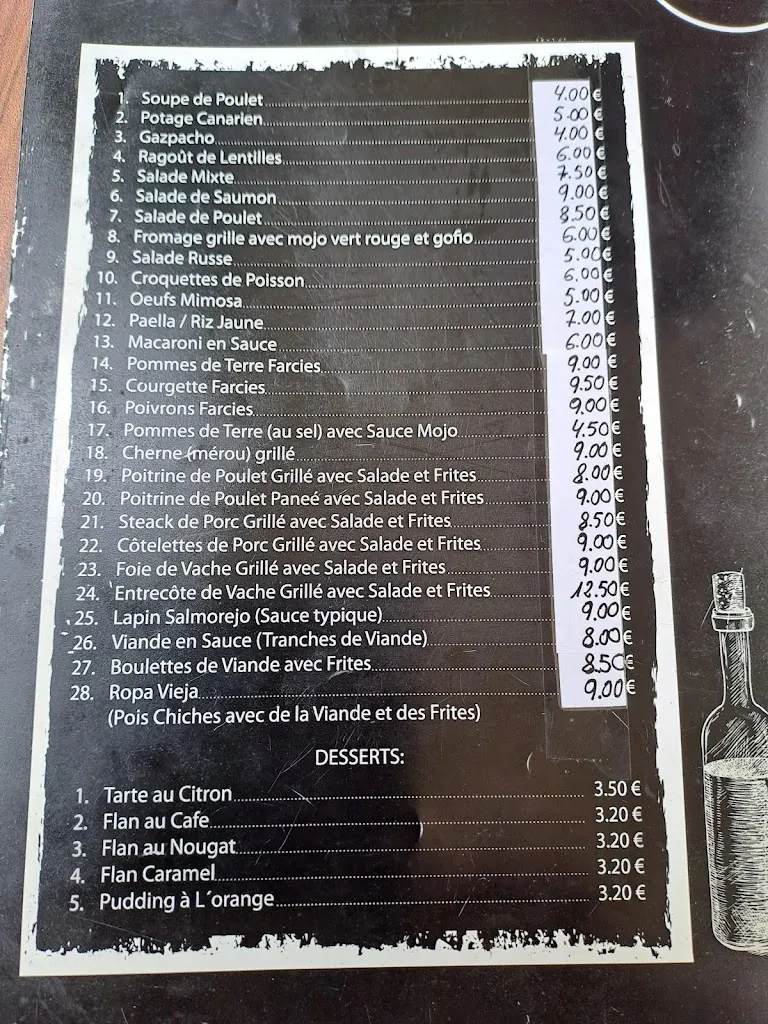 1. Soupe de Poulet 4.00 €
2. Potage Canarien 5.00 €
3. Gazpacho 4.00 €
4. Ragoût de Lentilles 6.00 €
5. Salade Mixte 7.50 €
6. Salade de Saumon 9.00 €
7. Salade de Poulet 8.50 €
8. Fromage grille avec mojo vert rouge et gofio 6.00 €
9. Salade Russe 5.00 €
10. Croquettes de Poisson 6.00 €
11. Oeufs Mimosa 5.00 €
12. Paella / Riz Jaune 7.00 €
13. Macaroni en Sauce 6.00 €
14. Pommes de Terre Farcies 9.00 €
15. Courgette Farcies 9.50 €
16. Poivrons Farcies 9.00 €
17. Pommes de Terre (au sel) avec Sauce Mojo 4.50 €
18. Cherne (mérou) grillé 9.00 €
19. Poitrine de Poulet Grillé avec Salade et Frites 8.00 €
20. Poitrine de Poulet Paneé avec Salade et Frites 9.00 €
21. Steack de Porc Grillé avec Salade et Frites 8.50 €
22. Côtelettes de Porc Grillé avec Salade et Frites 9.00 €
23. Foie de Vache Grillé avec Salade et Frites 9.00 €
24. Entrecôte de Vache Grillé avec Salade et Frites 12.50 €
25. Lapin Salmorejo (Sauce typique) 9.00 €
26. Viande en Sauce (Tranches de Viande) 8.00 €
27. Boulettes de Viande avec Frites 8.50 €
28. Ropa Vieja 9.00 €
(Pois Chiches avec de la Viande et des Frites)
DESSERTS:
1. Tarte au Citron 3.50 €
2. Flan au Cafe 3.20 €
3. Flan au Nougat 3.20 €
4. Flan Caramel 3.20 €
5. Pudding à L´orange 3.20 €